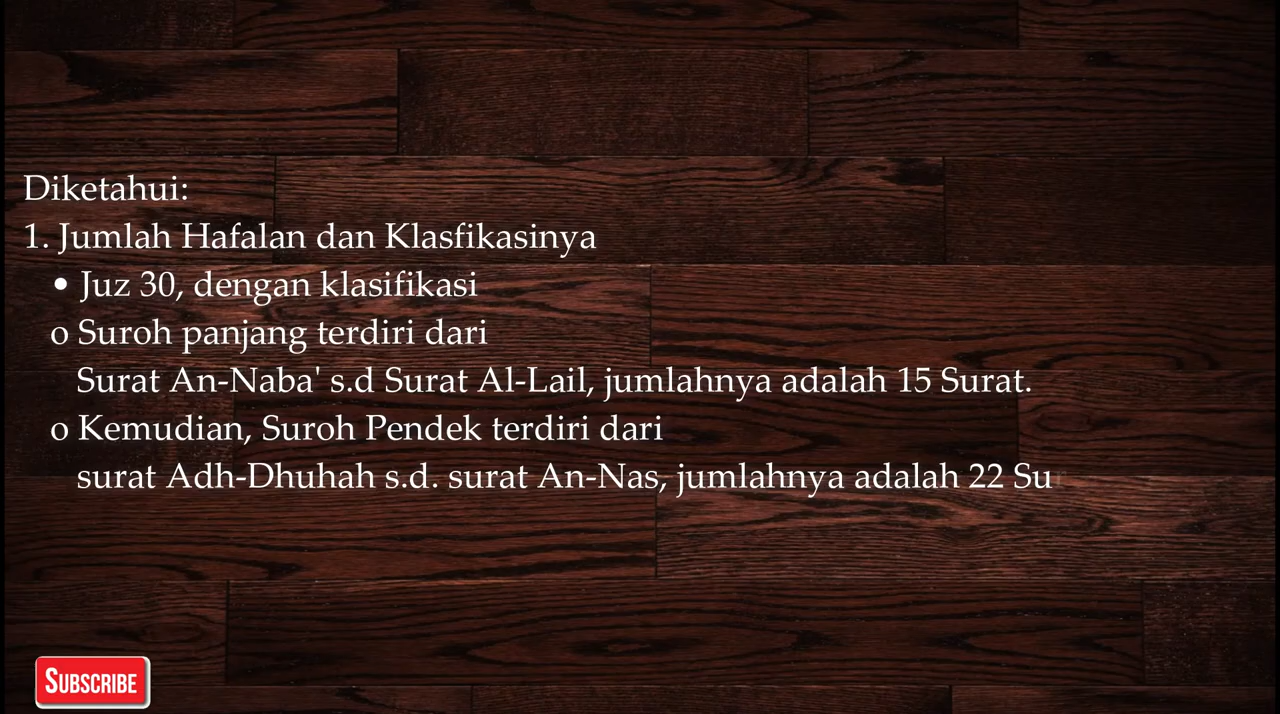 Diketahui:
1. Jumlah Hafalan dan Klasfikasinya
• Juz 30, dengan klasifikasi
o Suroh panjang terdiri dari
Surat An-Naba' s.d Surat Al-Lail, jumlahnya adalah 15 Surat.
o Kemudian, Suroh Pendek terdiri dari
surat Adh-Dhuhah s.d. surat An-Nas, jumlahnya adalah 22 Su
SUBSCRIBE